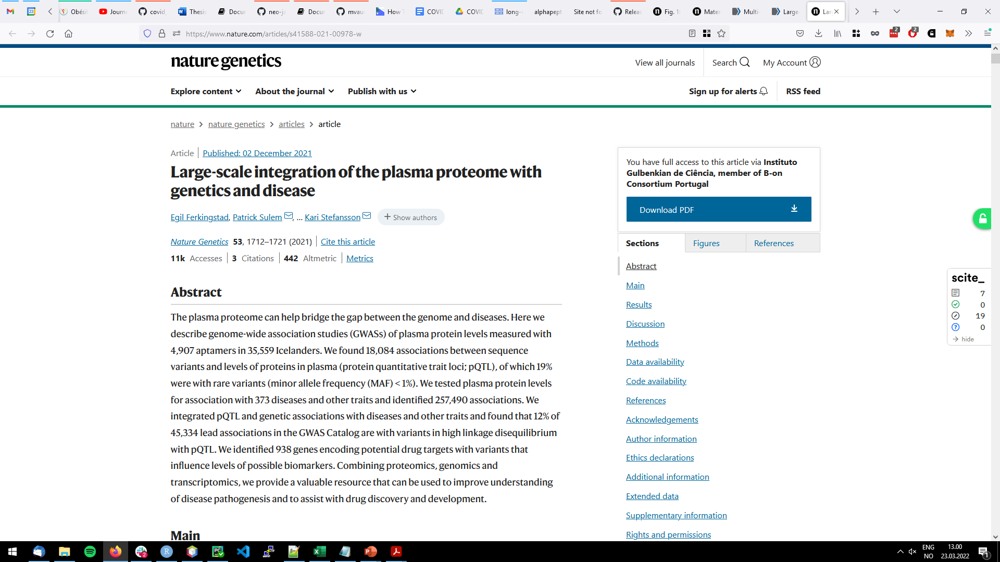 Obési
Journe
covid_
Thesis
Docum
neo-ja
Docum
mvaur
How T
COVID
COVID
long-c
alphapept
Site not fo
Releas
Fig. 1:
Mater
Multi-
Large-
Lar
https://www.nature.com/articles/s41588-021-00978-w
2
2
nature genetics
View all journals
Search
My Account
Explore content
About the journal
Publish with us
Sign up for alerts
RSS feed
nature > nature genetics > articles > article
Article | Published: 02 December 2021
Large-scale integration of the plasma proteome with
genetics and disease
Egil Ferkingstad, Patrick Sulem, ... Kari Stefansson + Show authors
Nature Genetics 53, 1712–1721 (2021) | Cite this article
11k Accesses | 3 Citations | 442 Altmetric | Metrics
Abstract
The plasma proteome can help bridge the gap between the genome and diseases. Here we
describe genome-wide association studies (GWASs) of plasma protein levels measured with
4,907 aptamers in 35,559 Icelanders. We found 18,084 associations between sequence
variants and levels of proteins in plasma (protein quantitative trait loci; pQTL), of which 19%
were with rare variants (minor allele frequency (MAF) < 1%). We tested plasma protein levels
for association with 373 diseases and other traits and identified 257,490 associations. We
integrated pQTL and genetic associations with diseases and other traits and found that 12% of
45,334 lead associations in the GWAS Catalog are with variants in high linkage disequilibrium
with pQTL. We identified 938 genes encoding potential drug targets with variants that
influence levels of possible biomarkers. Combining proteomics, genomics and
transcriptomics, we provide a valuable resource that can be used to improve understanding
of disease pathogenesis and to assist with drug discovery and development.
Main
You have full access to this article via Instituto
Gulbenkian de Ciência, member of B-on
Consortium Portugal
Download PDF
Sections
Figures
References
Abstract
Main
Results
Discussion
Methods
Data availability
Code availability
References
Acknowledgements
Author information
Ethics declarations
Additional information
Extended data
Supplementary information
Rights and permissions
scite_
7
0
19
0
→ hide
ENG
NO
13.00
23.03.2022
1